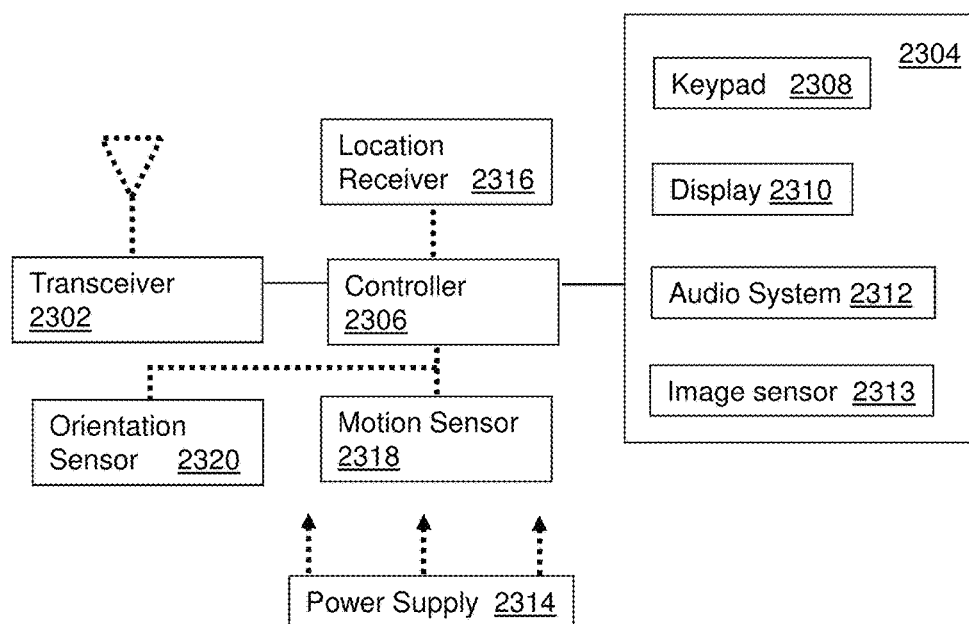 2304
Keypad 2308
Location
Receiver 2316
Display 2310
Transceiver
2302
Controller
2306
Audio System 2312
Image sensor 2313
Orientation
Sensor 2320
Motion Sensor
2318
Power Supply 2314